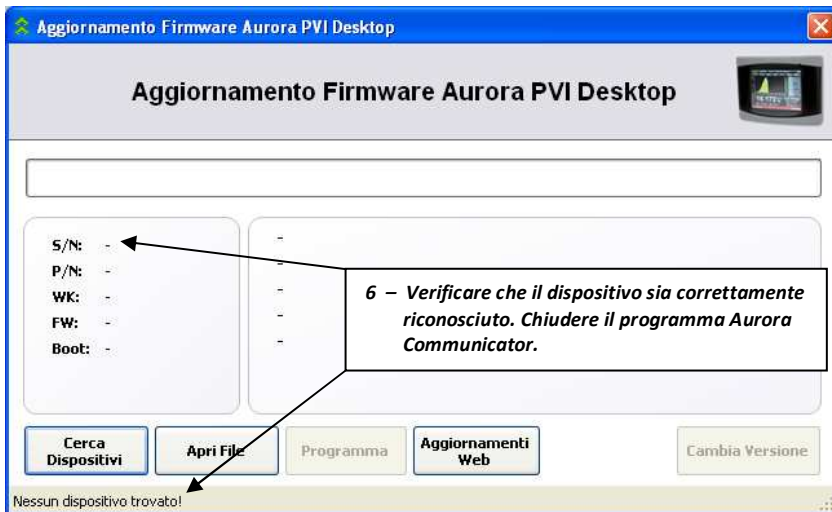 Aggiornamento Firmware Aurora PVI Desktop
Aggiornamento Firmware Aurora PVI Desktop
S/N: - -
P/N: - -
WK: - -
FW: - -
Boot: - -
6 – Verificare che il dispositivo sia correttamente
riconosciuto. Chiudere il programma Aurora
Communicator.
Cerca
Dispositivi
Apri File
Programma
Aggiornamenti
Web
Cambia Versione
Nessun dispositivo trovato!